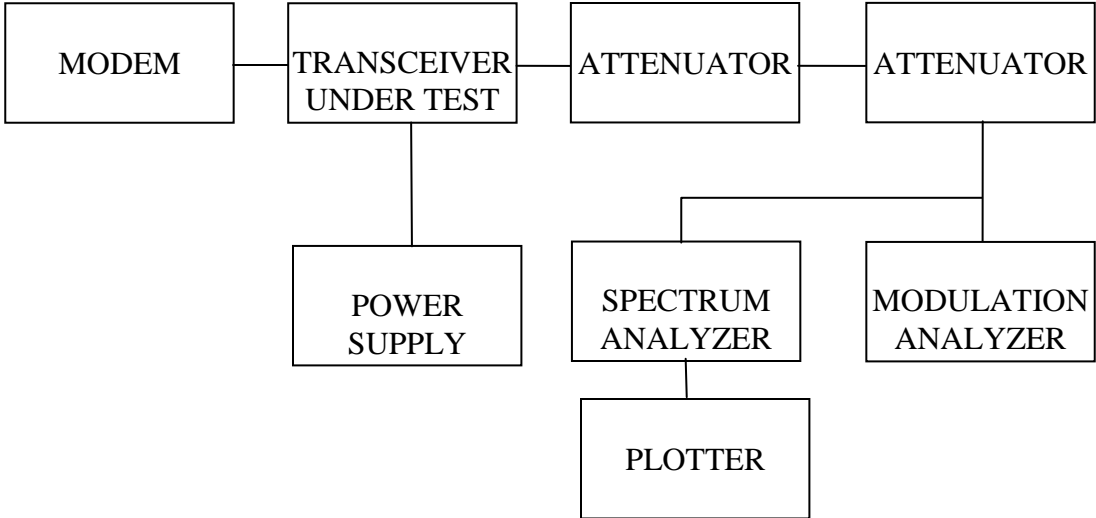 MODEM
TRANSCEIVER
UNDER TEST
ATTENUATOR
ATTENUATOR
POWER
SUPPLY
SPECTRUM
ANALYZER
MODULATION
ANALYZER
PLOTTER